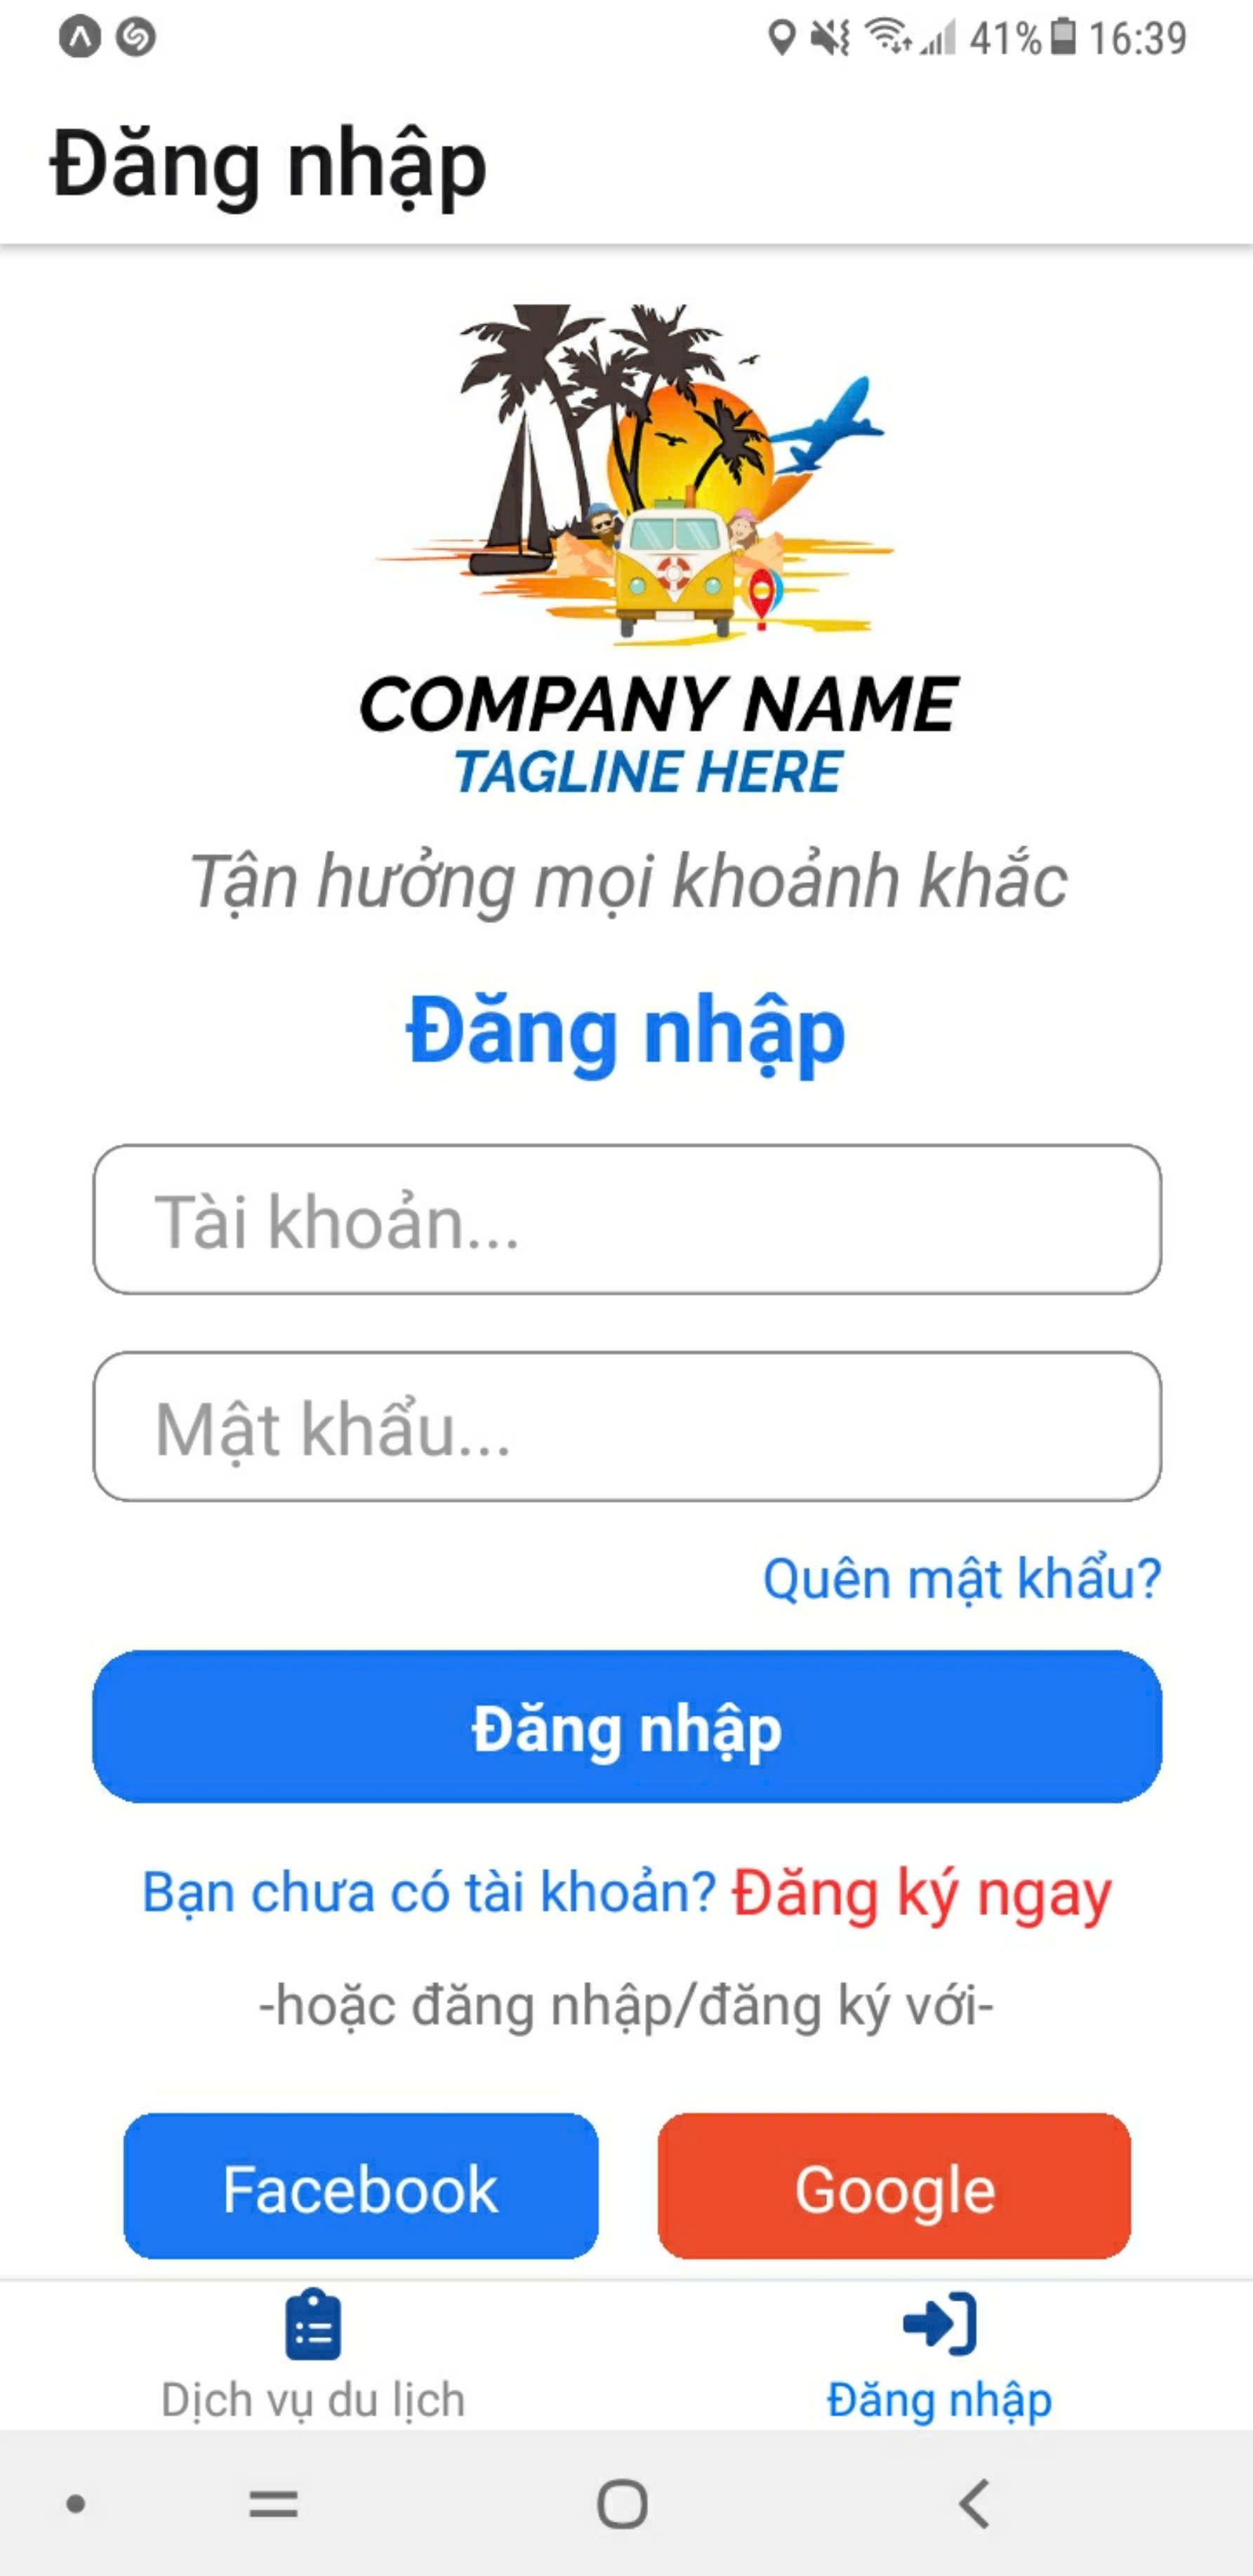 41% 16:39
Đăng nhập
COMPANY NAME
TAGLINE HERE
Tận hưởng mọi khoảnh khắc
Đăng nhập
Tài khoản...
Mật khẩu...
Quên mật khẩu?
Đăng nhập
Bạn chưa có tài khoản? Đăng ký ngay
-hoặc đăng nhập/đăng ký với-
Facebook Google
Dịch vụ du lịch Đăng nhập